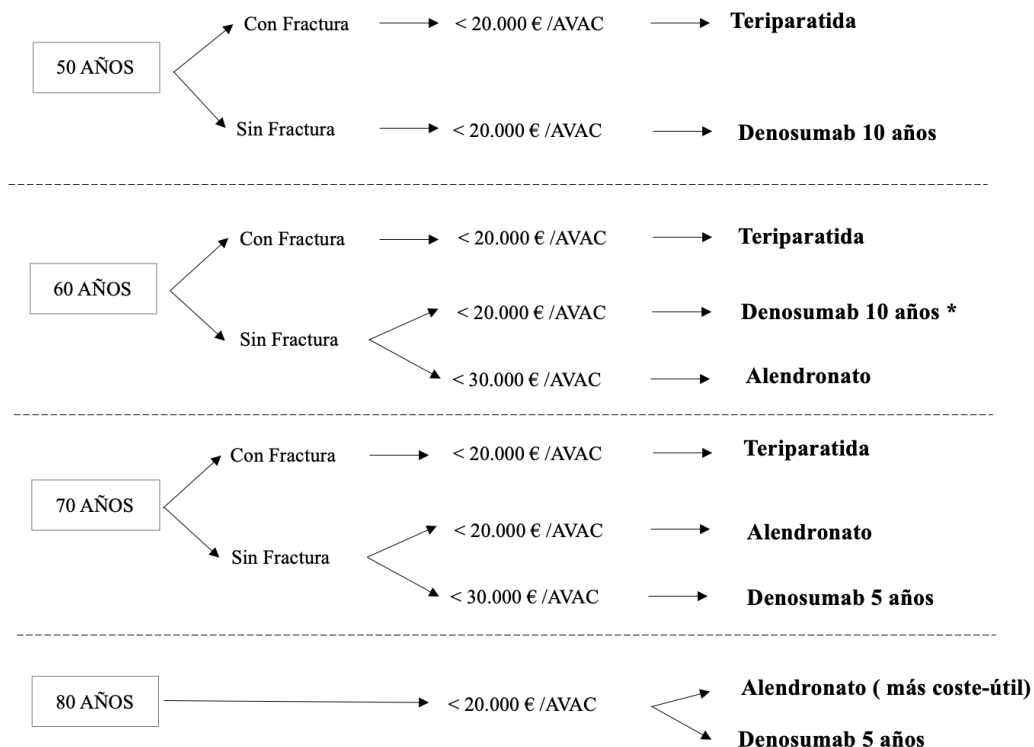 Con Fractura < 20.000 € /AVAC Teriparatida
50 AÑOS
Sin Fractura < 20.000 € /AVAC Denosumab 10 años
Con Fractura < 20.000 € /AVAC Teriparatida
60 AÑOS
< 20.000 € /AVAC Denosumab 10 años *
Sin Fractura
< 30.000 € /AVAC Alendronato
Con Fractura < 20.000 € /AVAC Teriparatida
70 AÑOS
< 20.000 € /AVAC Alendronato
Sin Fractura
< 30.000 € /AVAC Denosumab 5 años
Alendronato ( más coste-útil)
80 AÑOS < 20.000 € /AVAC
Denosumab 5 años